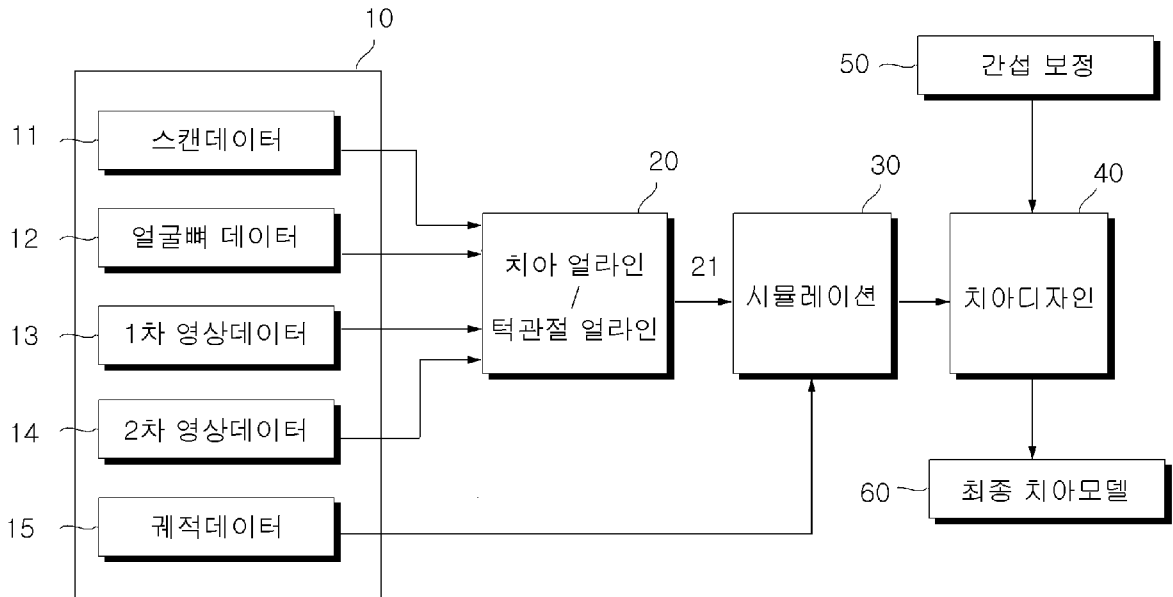 10
11
스캔데이터
12
얼굴뼈 데이터
13
1차 영상데이터
14
2차 영상데이터
15
궤적데이터
20
치아 얼라인
턱관절 얼라인
21
30
시뮬레이션
50
간섭 보정
40
치아디자인
60
최종 치아모델